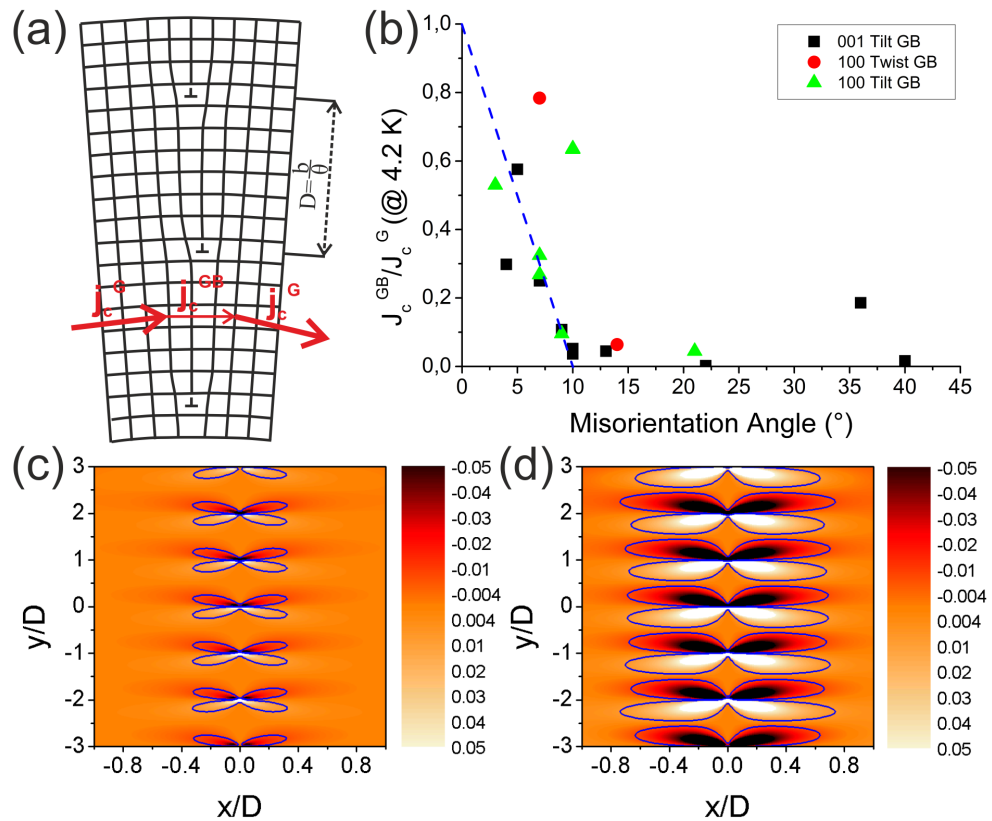 (a)
D=b/θ
j_c^G
j_c^GB
j_c^G
(b)
1,0
0,8
0,6
0,4
0,2
0,0
J_c^GB/J_c^G (@ 4.2 K)
001 Tilt GB
100 Twist GB
100 Tilt GB
0 5 10 15 20 25 30 35 40 45
Misorientation Angle (°)
(c)
3
2
1
0
-1
-2
-3
y/D
-0.8 -0.4 0.0 0.4 0.8
x/D
-0.05
-0.04
-0.03
-0.02
-0.01
-0.004
0.004
0.01
0.02
0.03
0.04
0.05
(d)
3
2
1
0
-1
-2
-3
y/D
-0.8 -0.4 0.0 0.4 0.8
x/D
-0.05
-0.04
-0.03
-0.02
-0.01
-0.004
0.004
0.01
0.02
0.03
0.04
0.05